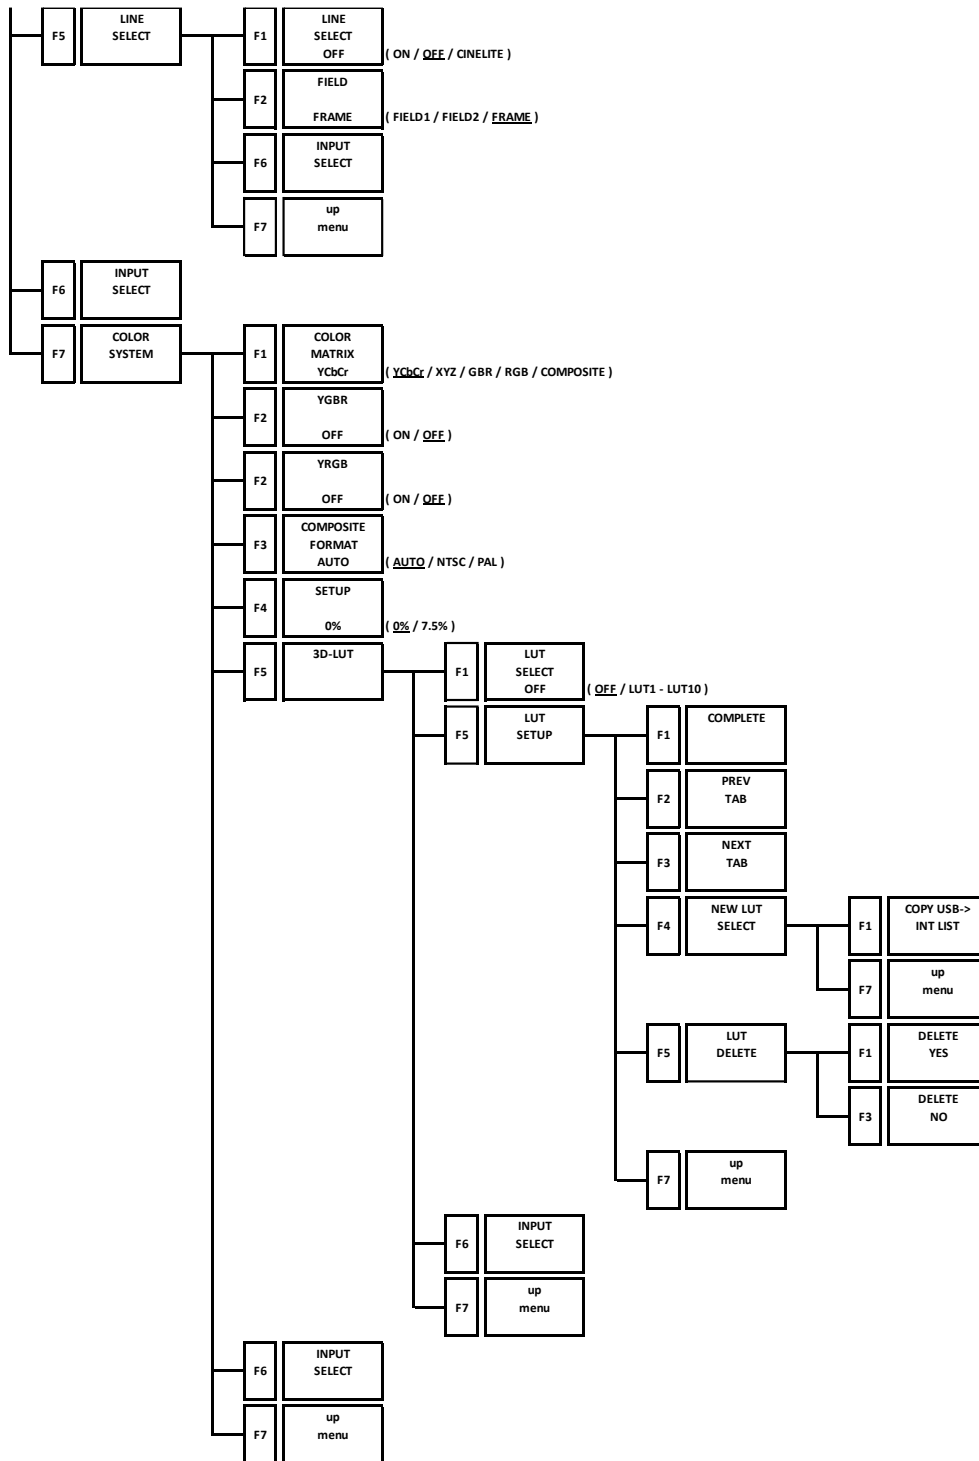 F5
LINE
SELECT
F1
LINE
SELECT
OFF
( ON / OFF / CINELITE )
F2
FIELD
FRAME
( FIELD1 / FIELD2 / FRAME )
F6
INPUT
SELECT
F7
up
menu
F6
INPUT
SELECT
F7
COLOR
SYSTEM
F1
COLOR
MATRIX
YCbCr
( YCbCr / XYZ / GBR / RGB / COMPOSITE )
F2
YGBR
OFF
( ON / OFF )
F2
YRGB
OFF
( ON / OFF )
F3
COMPOSITE
FORMAT
AUTO
( AUTO / NTSC / PAL )
F4
SETUP
0%
( 0% / 7.5% )
F5
3D-LUT
F1
LUT
SELECT
OFF
( OFF / LUT1 - LUT10 )
F5
LUT
SETUP
F1
COMPLETE
F2
PREV
TAB
F3
NEXT
TAB
F4
NEW LUT
SELECT
F1
COPY USB->
INT LIST
F7
up
menu
F5
LUT
DELETE
F1
DELETE
YES
F3
DELETE
NO
F7
up
menu
F6
INPUT
SELECT
F7
up
menu
F6
INPUT
SELECT
F7
up
menu